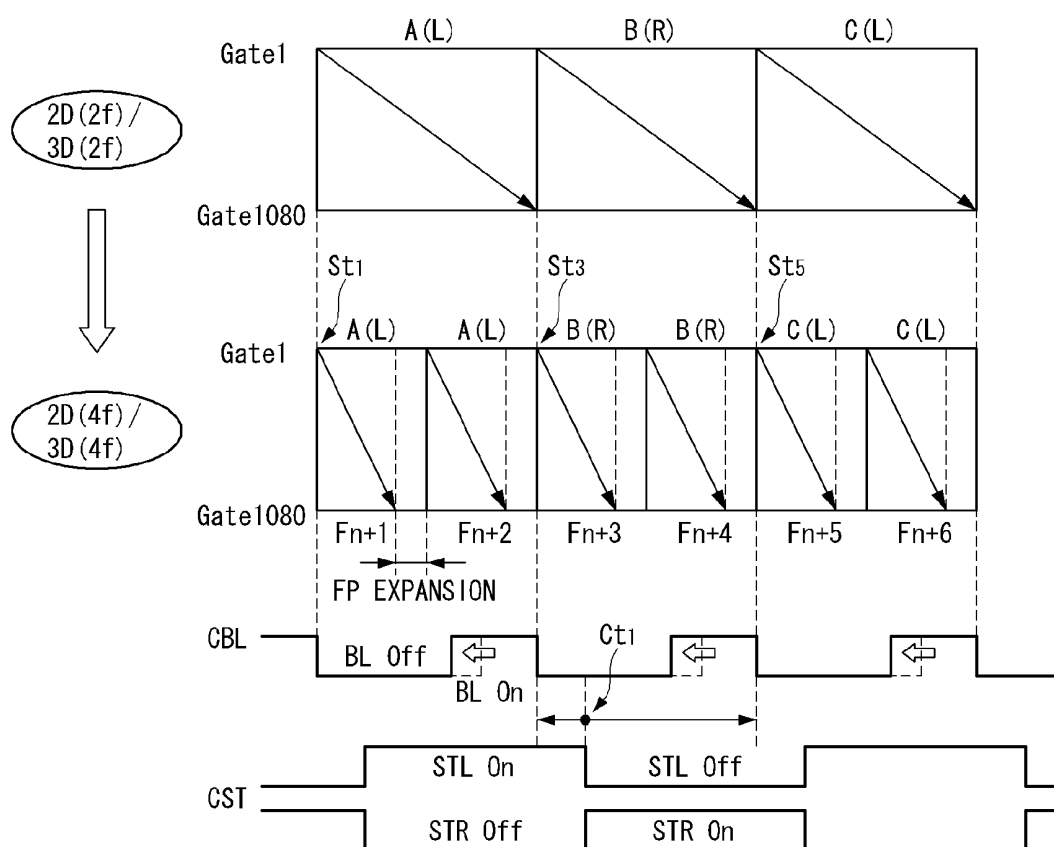 A(L) B(R) C(L)
Gate1
2D(2f)/
3D(2f)
Gate1080
St1 St3 St5
A(L) A(L) B(R) B(R) C(L) C(L)
Gate1
2D(4f)/
3D(4f)
Gate1080
Fn+1 Fn+2 Fn+3 Fn+4 Fn+5 Fn+6
FP EXPANSION
CBL
Ct1
BL Off
BL On
STL On STL Off
CST
STR Off STR On